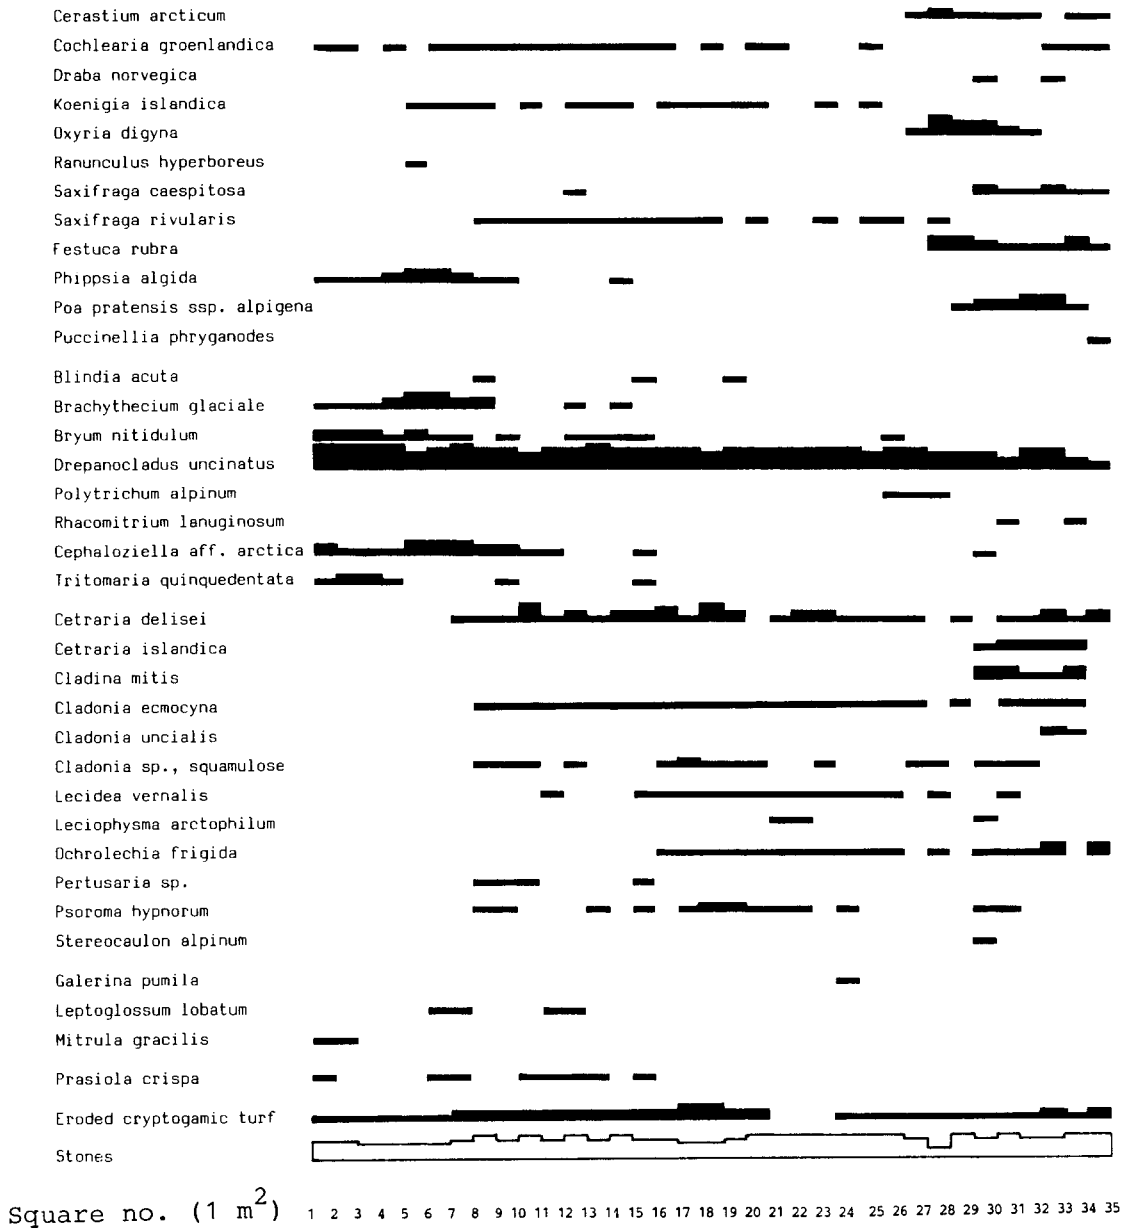 Cerastium arcticum
Cochlearia groenlandica
Draba norvegica
Koenigia islandica
Oxyria digyna
Ranunculus hyperboreus
Saxifraga caespitosa
Saxifraga rivularis
Festuca rubra
Phippsia algida
Poa pratensis ssp. alpigena
Puccinellia phryganodes
Blindia acuta
Brachythecium glaciale
Bryum nitidulum
Drepanocladus uncinatus
Polytrichum alpinum
Rhacomitrium lanuginosum
Cephaloziella aff. arctica
Tritomaria quinquedentata
Cetraria delisei
Cetraria islandica
Cladina mitis
Cladonia ecmocyna
Cladonia uncialis
Cladonia sp., squamulose
Lecidea vernalis
Leciophysma arctophilum
Ochrolechia frigida
Pertusaria sp.
Psoroma hypnorum
Stereocaulon alpinum
Galerina pumila
Leptoglossum lobatum
Mitrula gracilis
Prasiola crispa
Eroded cryptogamic turf
Stones
Square no. (1 m²) 1 2 3 4 5 6 7 8 9 10 11 12 13 14 15 16 17 18 19 20 21 22 23 24 25 26 27 28 29 30 31 32 33 34 35